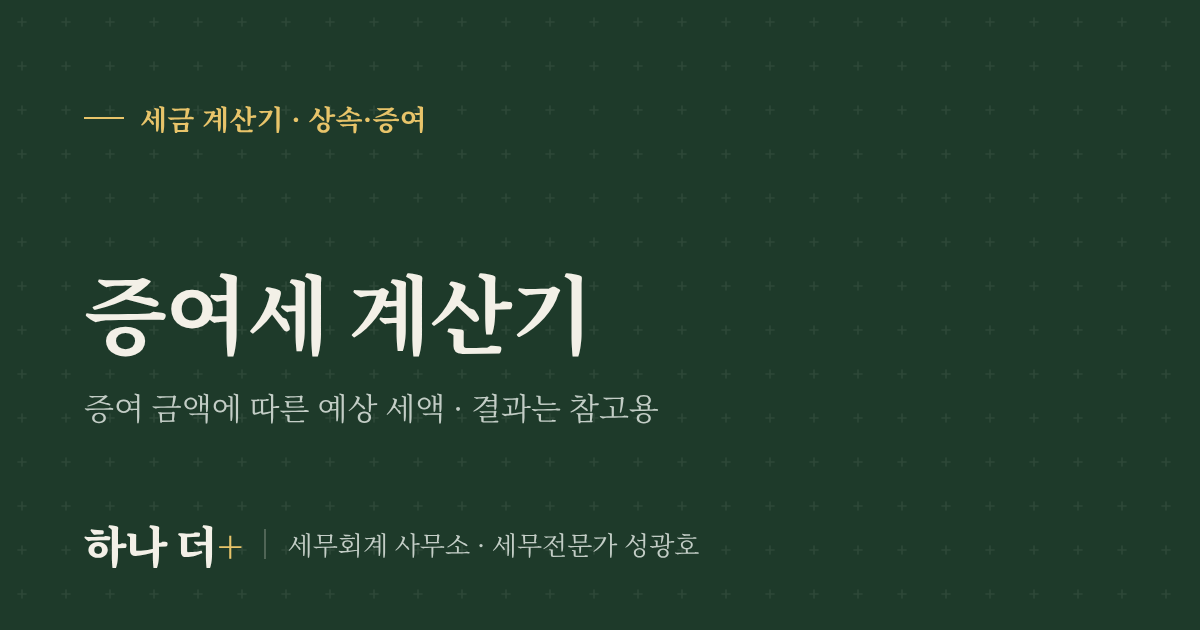 세금 계산기 · 상속·증여
증여세 계산기
증여 금액에 따른 예상 세액 · 결과는 참고용
하나 더+ 세무회계 사무소 · 세무전문가 성광호